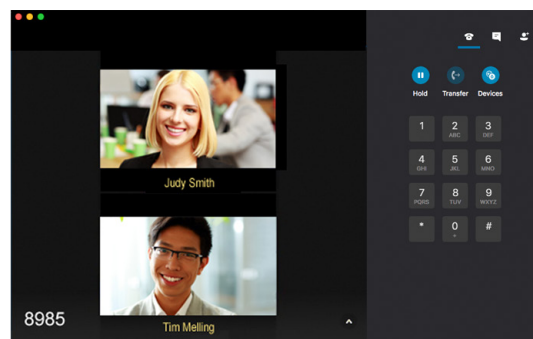 Hold Transfer Devices
1 2 3
ABC DEF
4 5 6
GHI JKL MNO
7 8 9
PQRS TUV WXYZ
* 0 #
+
Judy Smith
Tim Melling
8985